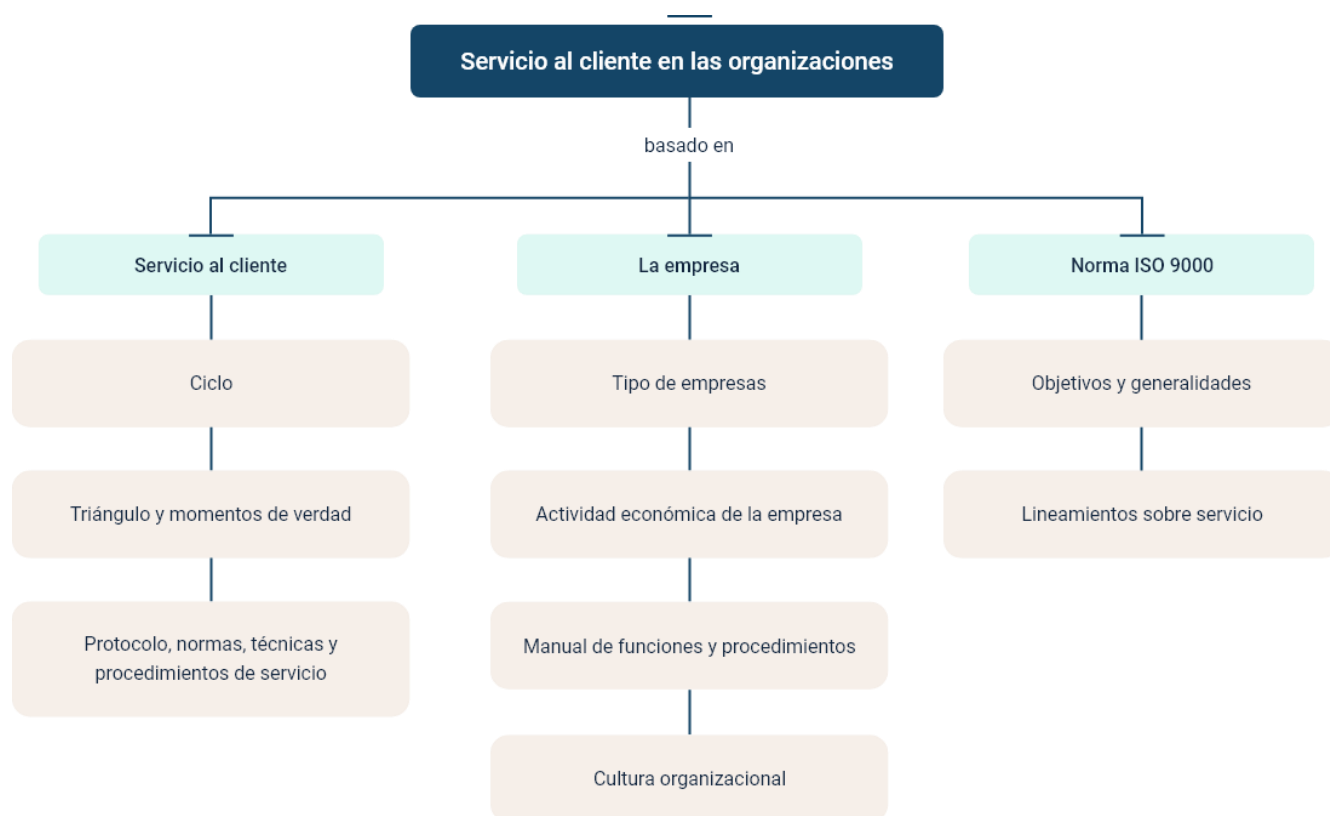 Servicio al cliente en las organizaciones
basado en
Servicio al cliente
Ciclo
Triángulo y momentos de verdad
Protocolo, normas, técnicas y
procedimientos de servicio
La empresa
Tipo de empresas
Actividad económica de la empresa
Manual de funciones y procedimientos
Cultura organizacional
Norma ISO 9000
Objetivos y generalidades
Lineamientos sobre servicio